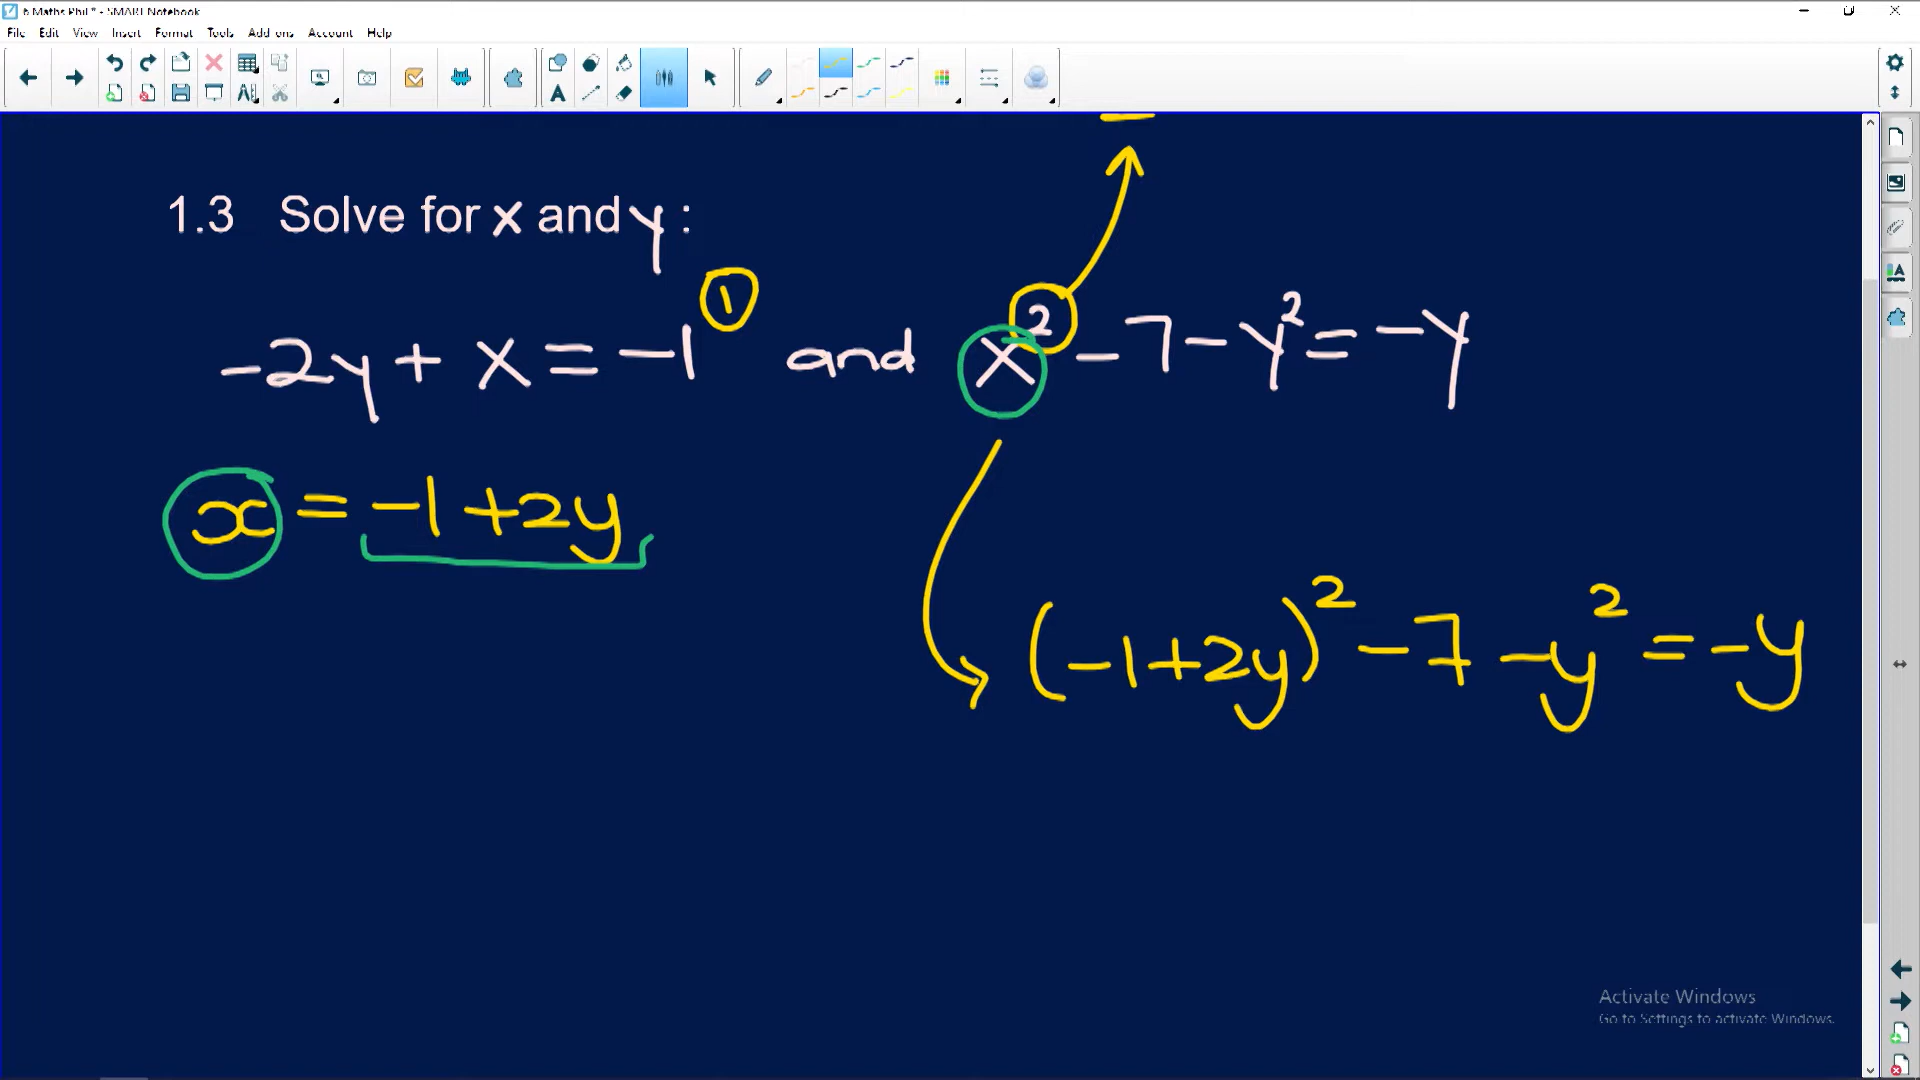 6 Maths Phil * - SMART Notebook
File Edit View Insert Format Tools Add-ons Account Help
1.3 Solve for x and y :
①
-2y + x = -1 and x² - 7 - y² = -y
x = -1 + 2y
(-1 + 2y)² - 7 - y² = -y
Activate Windows
Go to Settings to activate Windows.